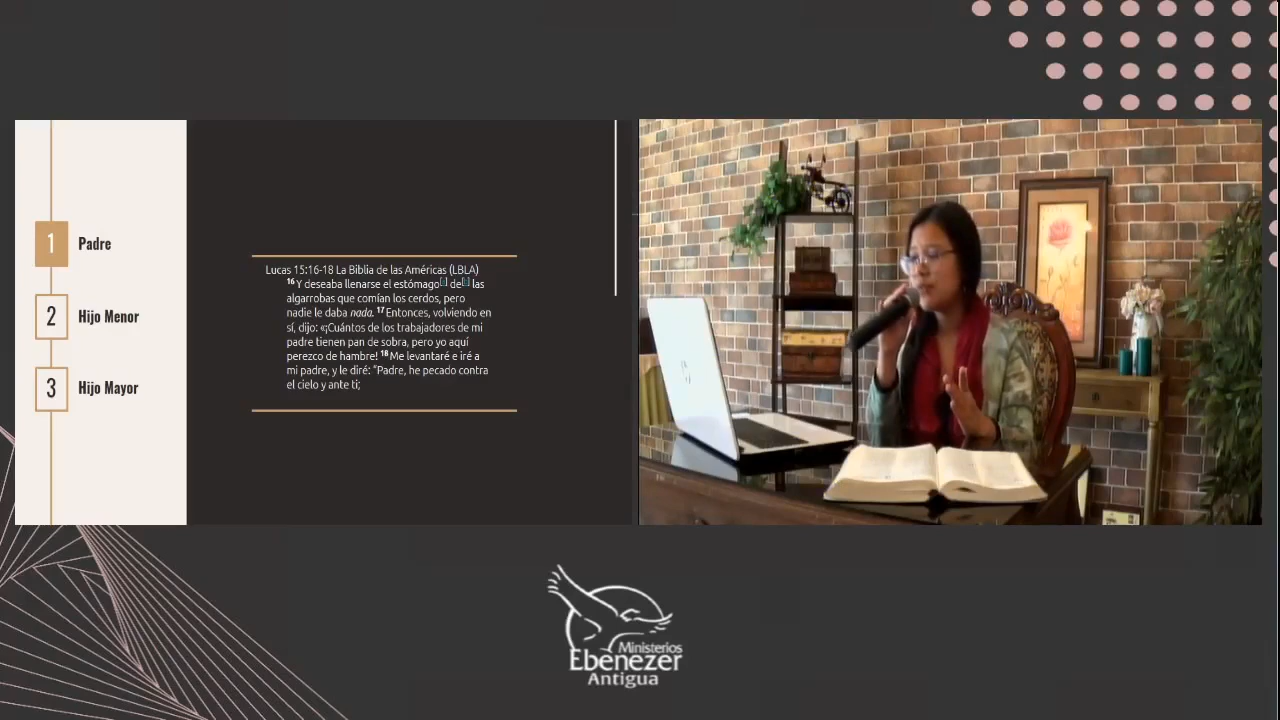 1 Padre
2 Hijo Menor
3 Hijo Mayor
Lucas 15:16-18 La Biblia de las Américas (LBLA)
16 Y deseaba llenarse el estómago de las
algarrobas que comían los cerdos, pero
nadie le daba nada. 17 Entonces, volviendo en
sí, dijo: «¡Cuántos de los trabajadores de mi
padre tienen pan de sobra, pero yo aquí
perezco de hambre! 18 Me levantaré e iré a
mi padre, y le diré: “Padre, he pecado contra
el cielo y ante ti;
Ministerios
Ebenezer
Antigua